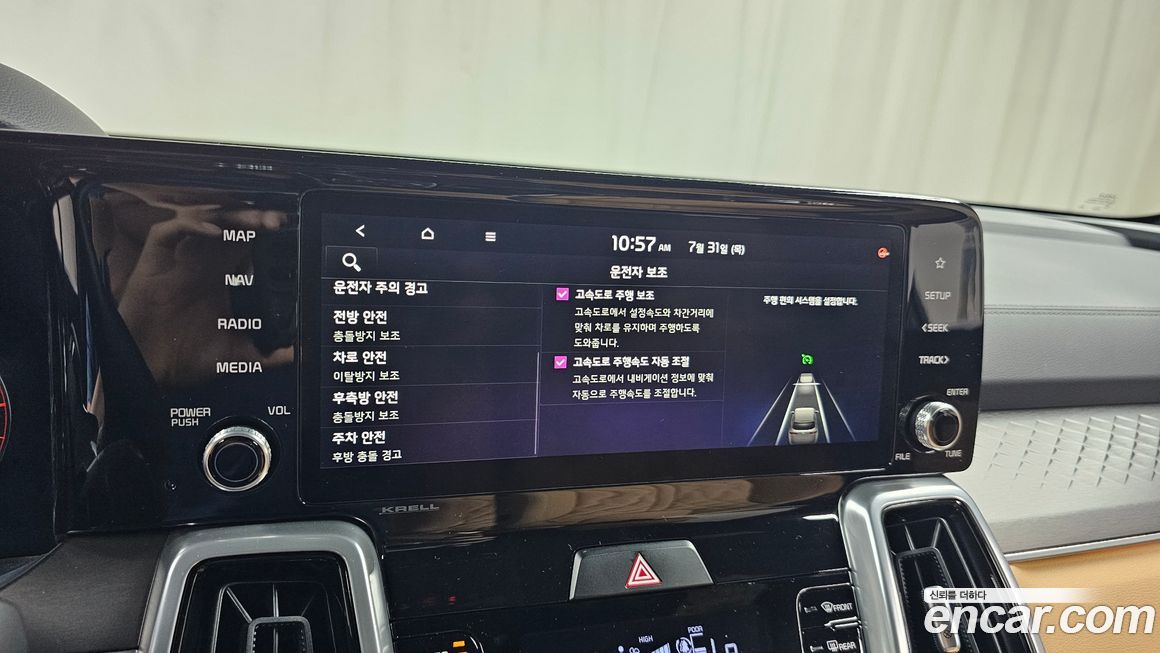 MAP
NAV
RADIO
MEDIA
POWER
PUSH
VOL
10:57 AM 7월 31일 (목)
운전자 보조
운전자 주의 경고
전방 안전
충돌방지 보조
차로 안전
이탈방지 보조
후측방 안전
충돌방지 보조
주차 안전
후방 충돌 경고
고속도로 주행 보조
고속도로에서 설정속도와 차간거리에
맞춰 차로를 유지하며 주행하도록
도와줍니다.
고속도로 주행속도 자동 조절
고속도로에서 내비게이션 정보에 맞춰
자동으로 주행속도를 조절합니다.
주행 편의 시스템을 설정합니다.
SETUP
<SEEK
TRACK>
ENTER
FILE
TUNE
KRELL
HIGH
POOR
FRONT
REAR
신뢰를 더하다
encar.com